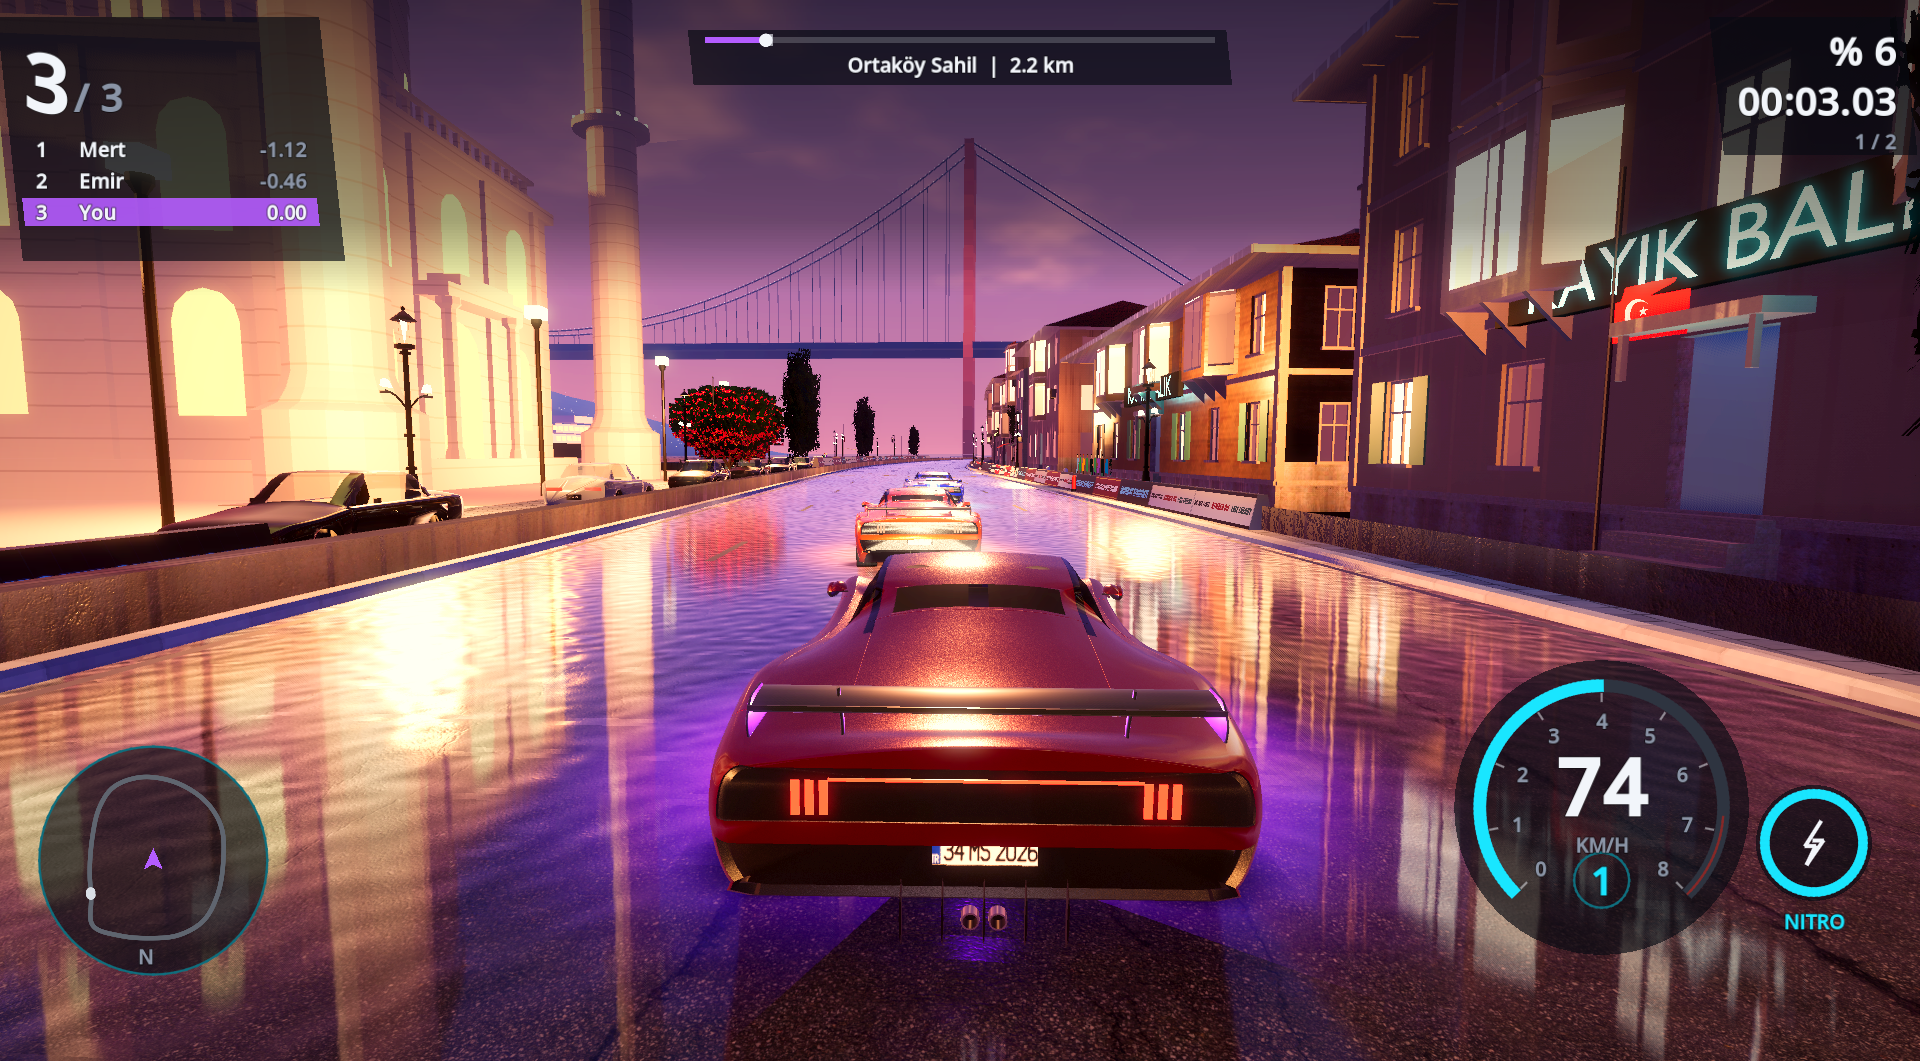 3 / 3
1 Mert -1.12
2 Emir -0.46
3 You 0.00
Ortaköy Sahil | 2.2 km
% 6
00:03.03
1 / 2
AYIK BAL
34 MS 2026
N
0 1 2 3 4 5 6 7 8
74
KM/H
1
NITRO